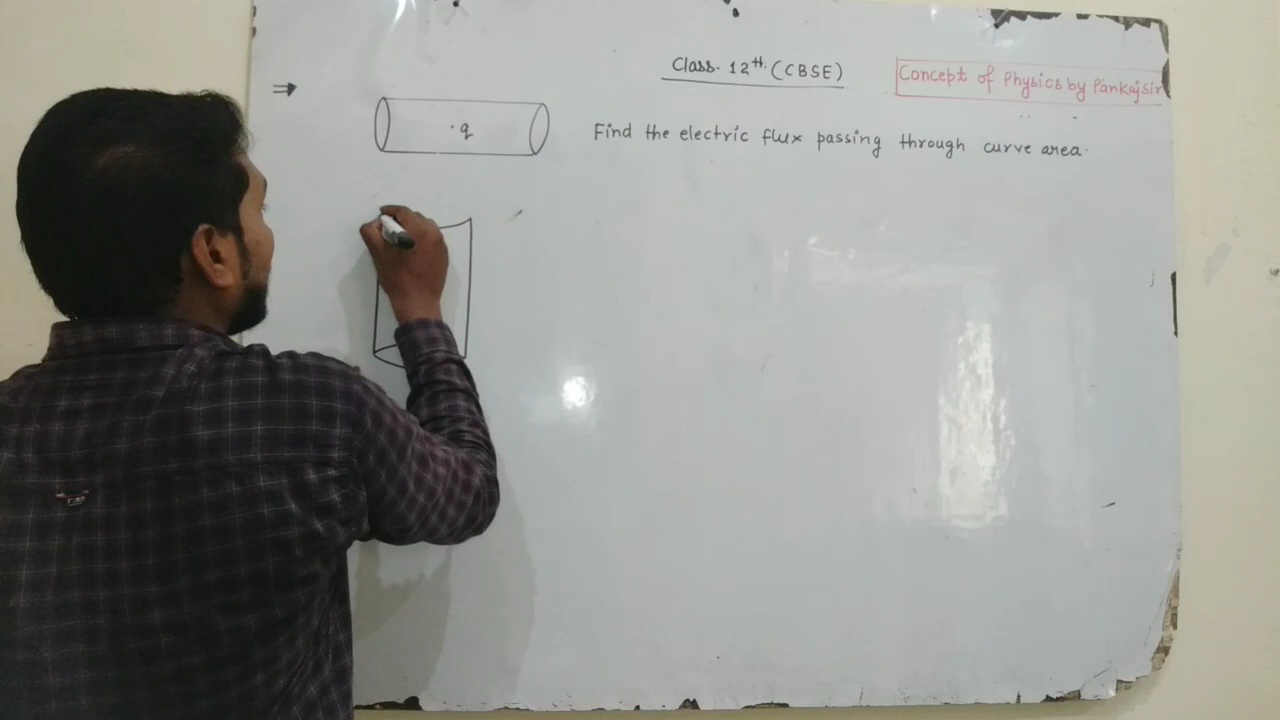 Class. 12th. (CBSE)
Concept of Physics by Pankaj sir
⇒
.q
Find the electric flux passing through curve area.